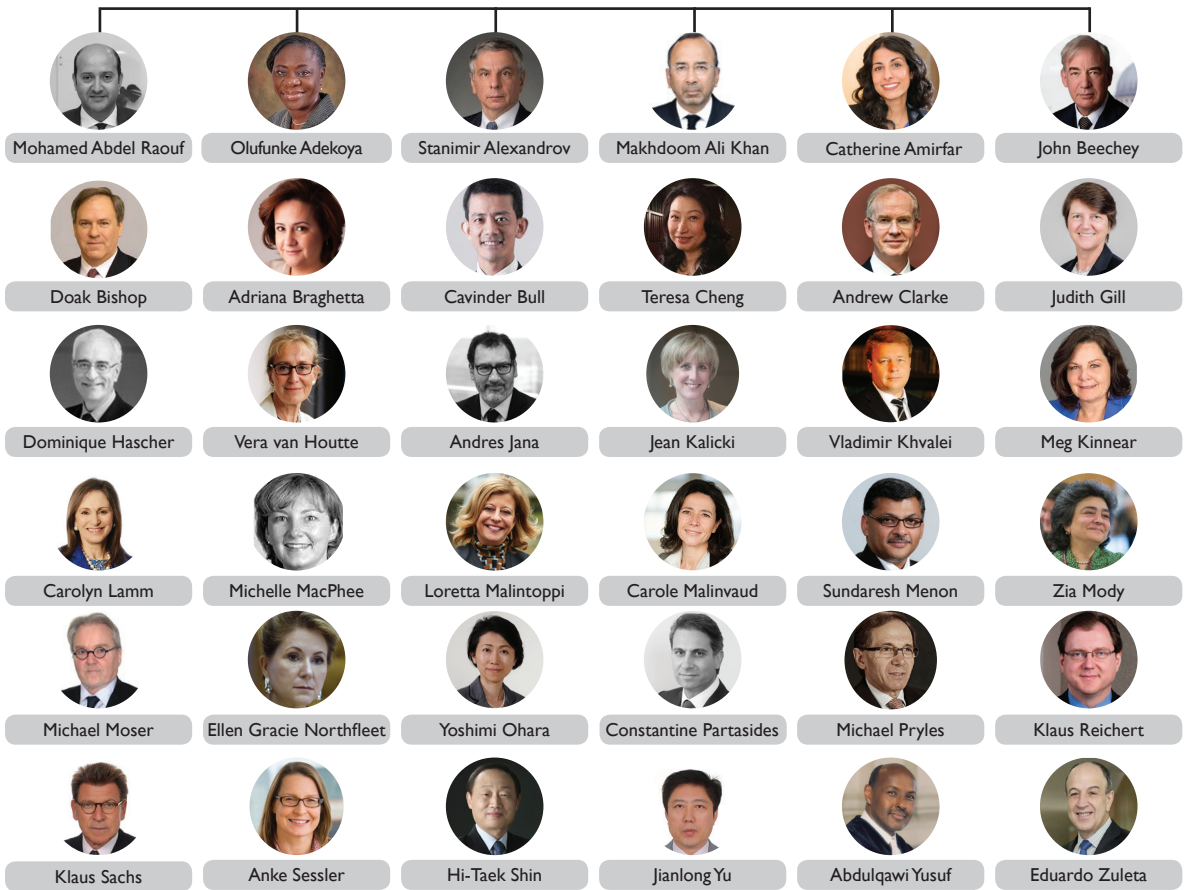 Mohamed Abdel Raouf
Olufunke Adekoya
Stanimir Alexandrov
Makhdoom Ali Khan
Catherine Amirfar
John Beechey
Doak Bishop
Adriana Braghetta
Cavinder Bull
Teresa Cheng
Andrew Clarke
Judith Gill
Dominique Hascher
Vera van Houtte
Andres Jana
Jean Kalicki
Vladimir Khvalei
Meg Kinnear
Carolyn Lamm
Michelle MacPhee
Loretta Malintoppi
Carole Malinvaud
Sundaresh Menon
Zia Mody
Michael Moser
Ellen Gracie Northfleet
Yoshimi Ohara
Constantine Partasides
Michael Pryles
Klaus Reichert
Klaus Sachs
Anke Sessler
Hi-Taek Shin
Jianlong Yu
Abdulqawi Yusuf
Eduardo Zuleta